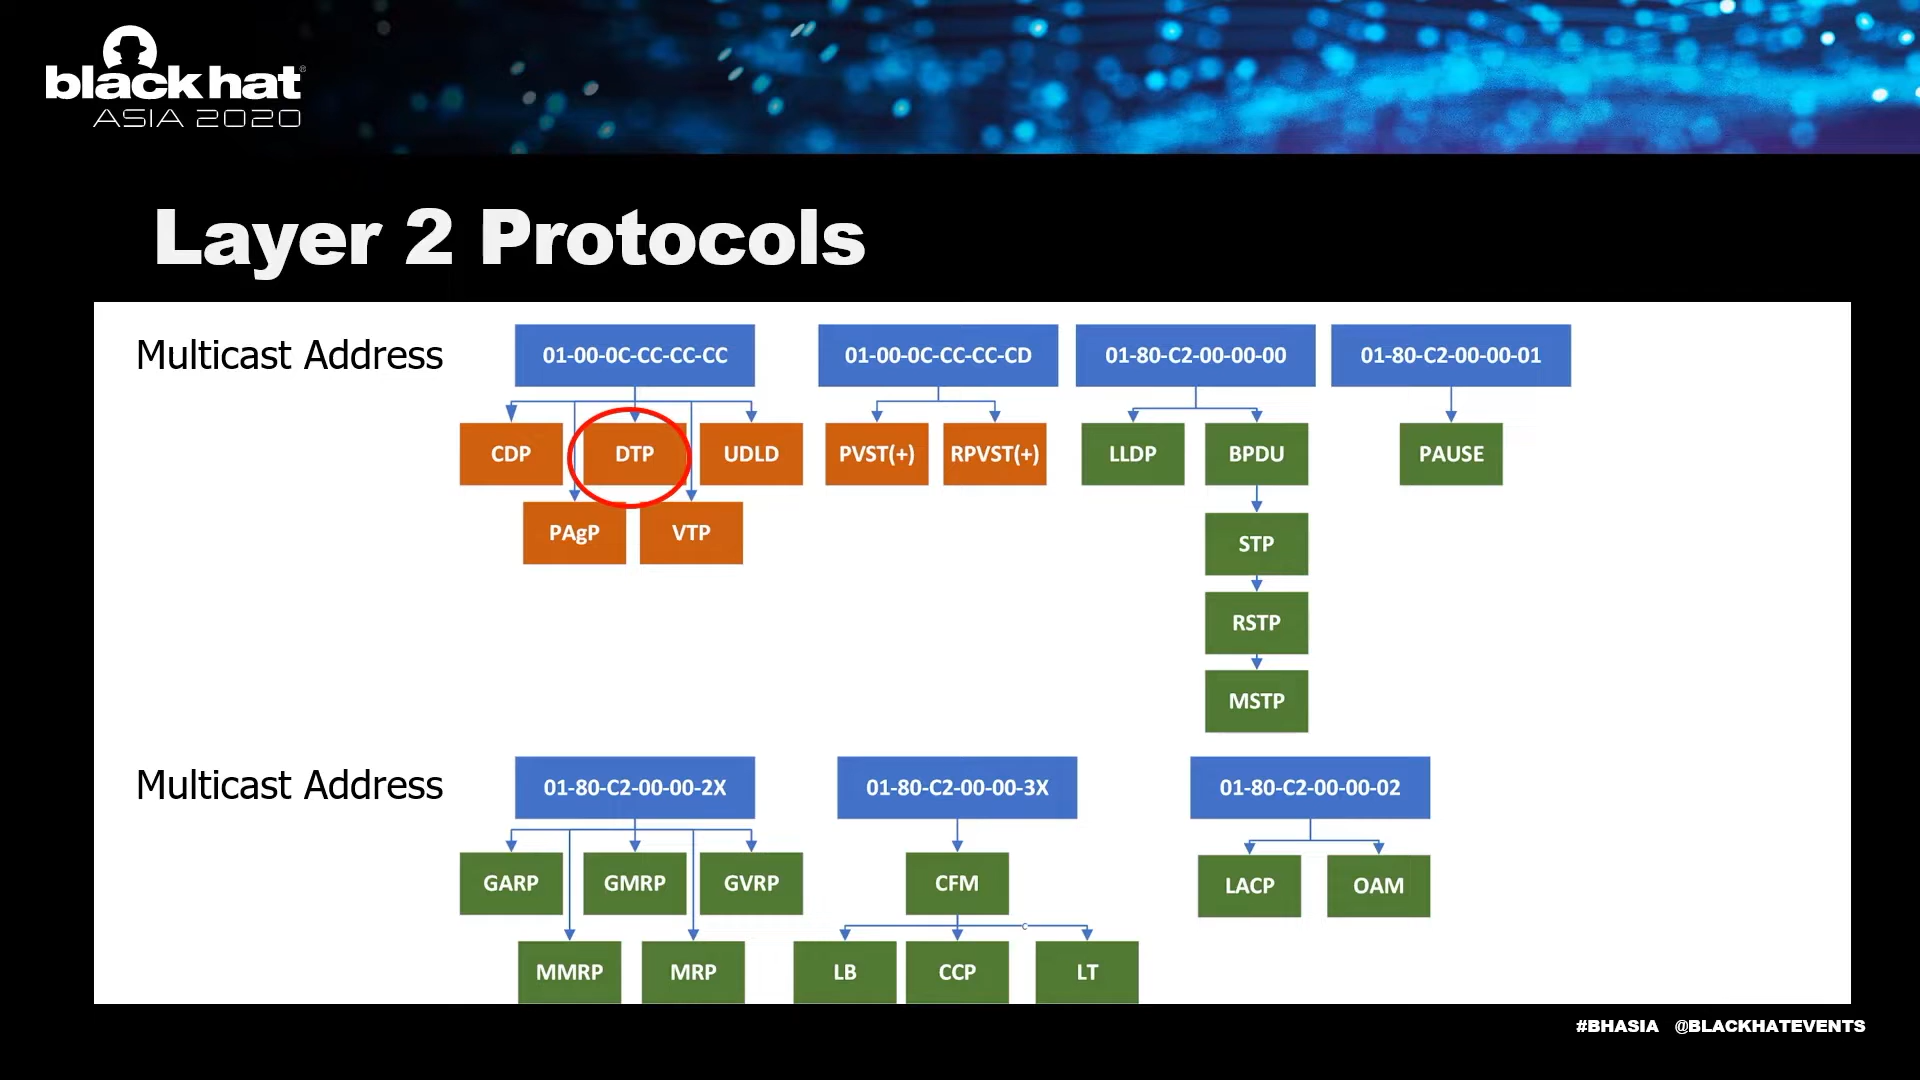 black hat®
ASIA 2020
Layer 2 Protocols
Multicast Address
01-00-0C-CC-CC-CC
01-00-0C-CC-CC-CD
01-80-C2-00-00-00
01-80-C2-00-00-01
CDP
DTP
UDLD
PVST(+)
RPVST(+)
LLDP
BPDU
PAUSE
PAgP
VTP
STP
RSTP
MSTP
Multicast Address
01-80-C2-00-00-2X
01-80-C2-00-00-3X
01-80-C2-00-00-02
GARP
GMRP
GVRP
CFM
LACP
OAM
c
MMRP
MRP
LB
CCP
LT
#BHASIA @BLACKHATEVENTS